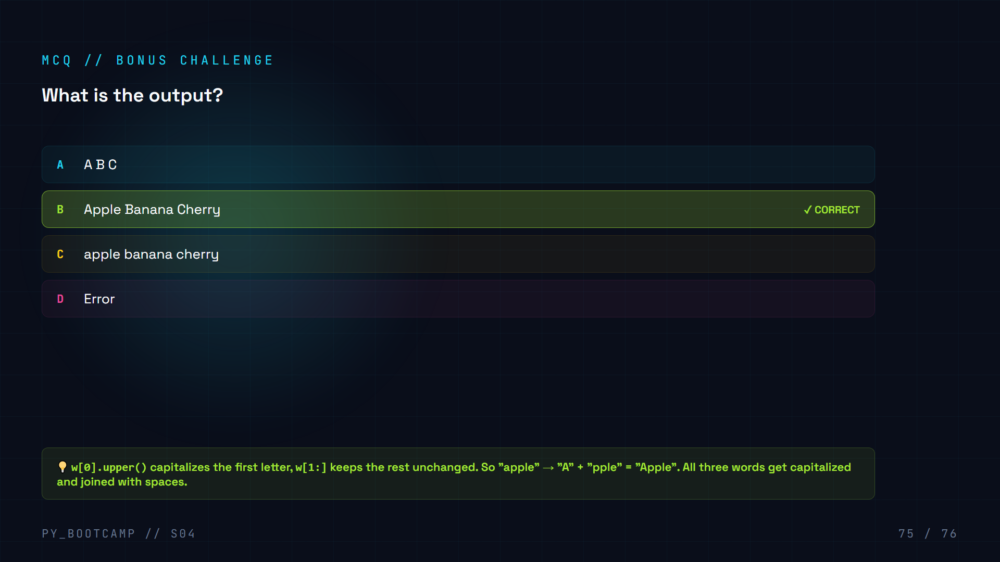 MCQ // BONUS CHALLENGE
What is the output?
A A B C
B Apple Banana Cherry ✓ CORRECT
C apple banana cherry
D Error
💡 w[0].upper() capitalizes the first letter, w[1:] keeps the rest unchanged. So ”apple” → ”A” + ”pple” = ”Apple”. All three words get capitalized
and joined with spaces.
PY_BOOTCAMP // S04
75 / 76